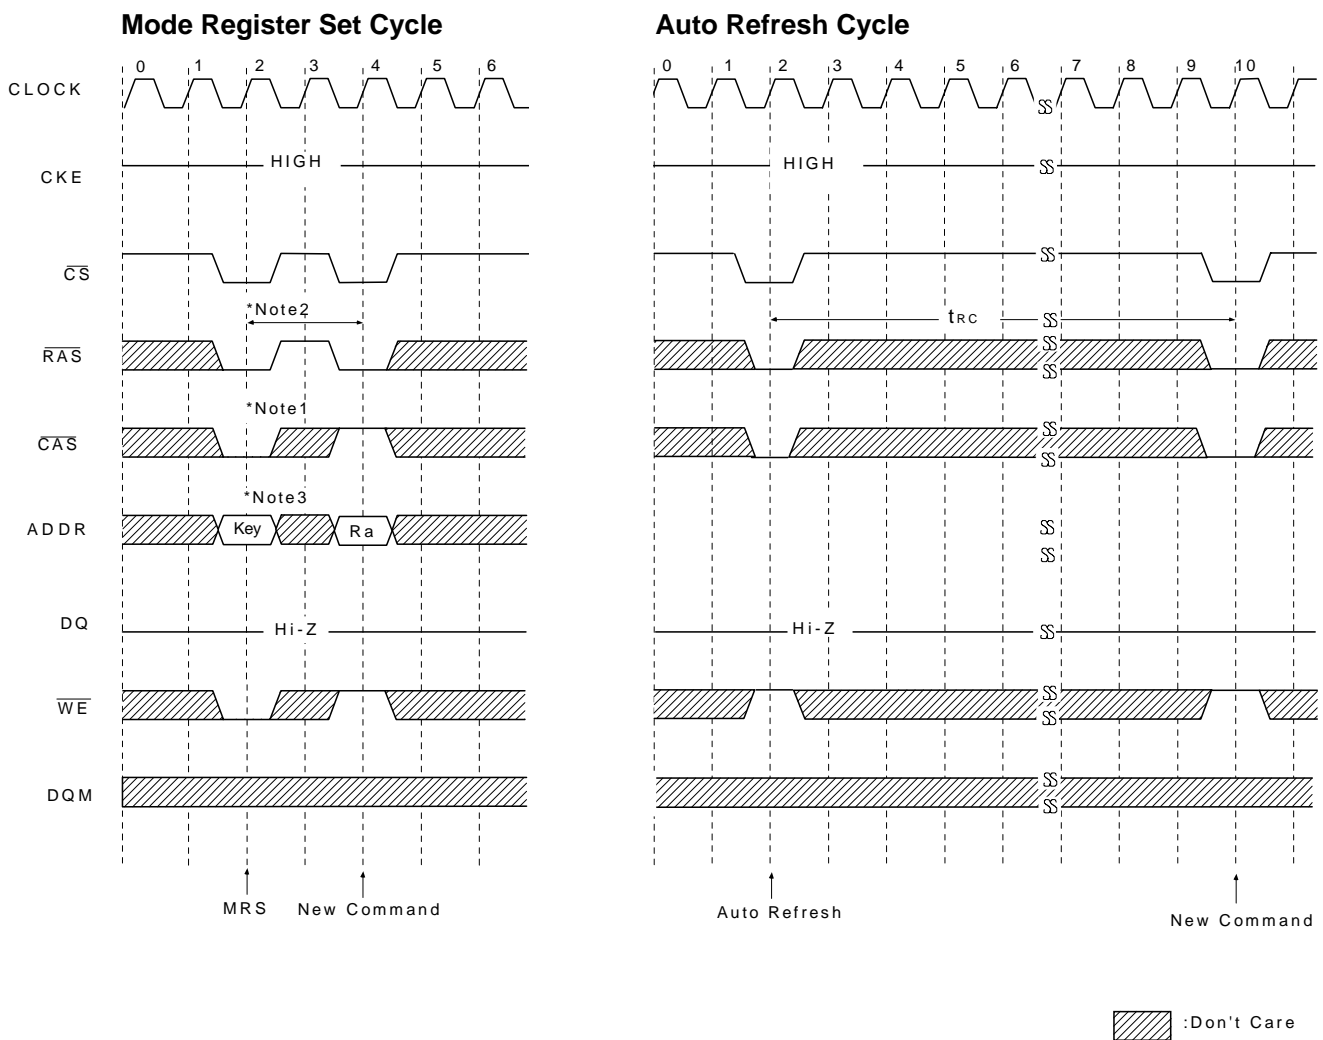 Mode Register Set Cycle
Auto Refresh Cycle
0 1 2 3 4 5 6
0 1 2 3 4 5 6 7 8 9 10
CLOCK
HIGH
HIGH
CKE
CS
*Note2
tRC
RAS
*Note1
CAS
*Note3
ADDR
Key
Ra
DQ
Hi-Z
Hi-Z
WE
DQM
MRS
New Command
Auto Refresh
New Command
:Don't Care